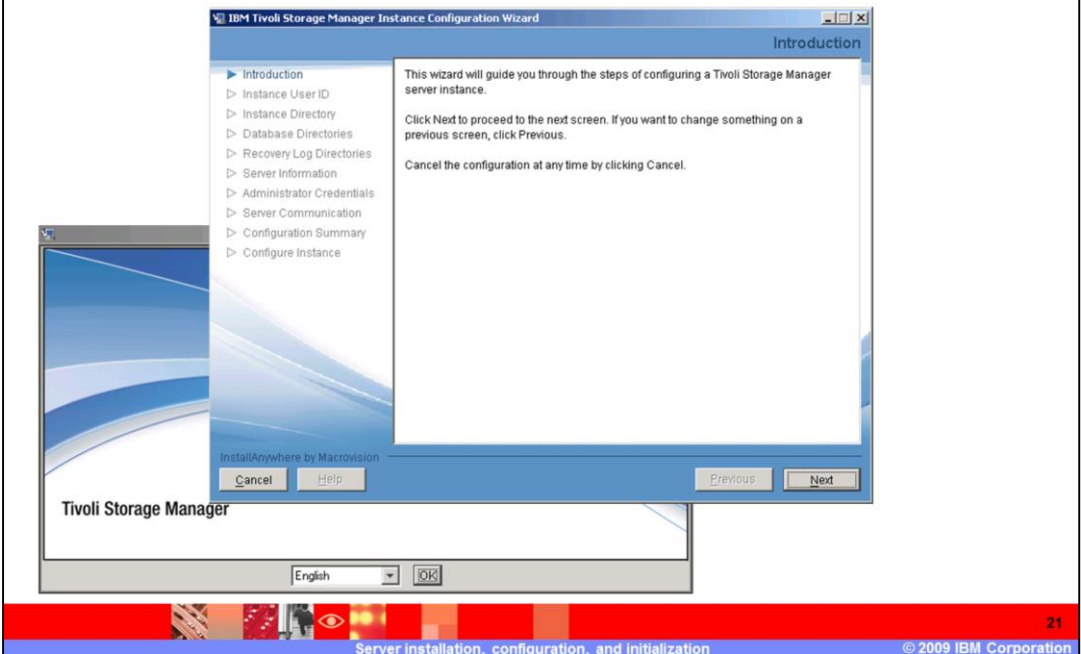 IBM Tivoli Storage Manager Instance Configuration Wizard
Introduction
Introduction
Instance User ID
Instance Directory
Database Directories
Recovery Log Directories
Server Information
Administrator Credentials
Server Communication
Configuration Summary
Configure Instance
This wizard will guide you through the steps of configuring a Tivoli Storage Manager
server instance.
Click Next to proceed to the next screen. If you want to change something on a
previous screen, click Previous.
Cancel the configuration at any time by clicking Cancel.
InstallAnywhere by Macrovision
Cancel
Help
Previous
Next
Tivoli Storage Manager
English
OK
21
Server installation, configuration, and initialization
© 2009 IBM Corporation